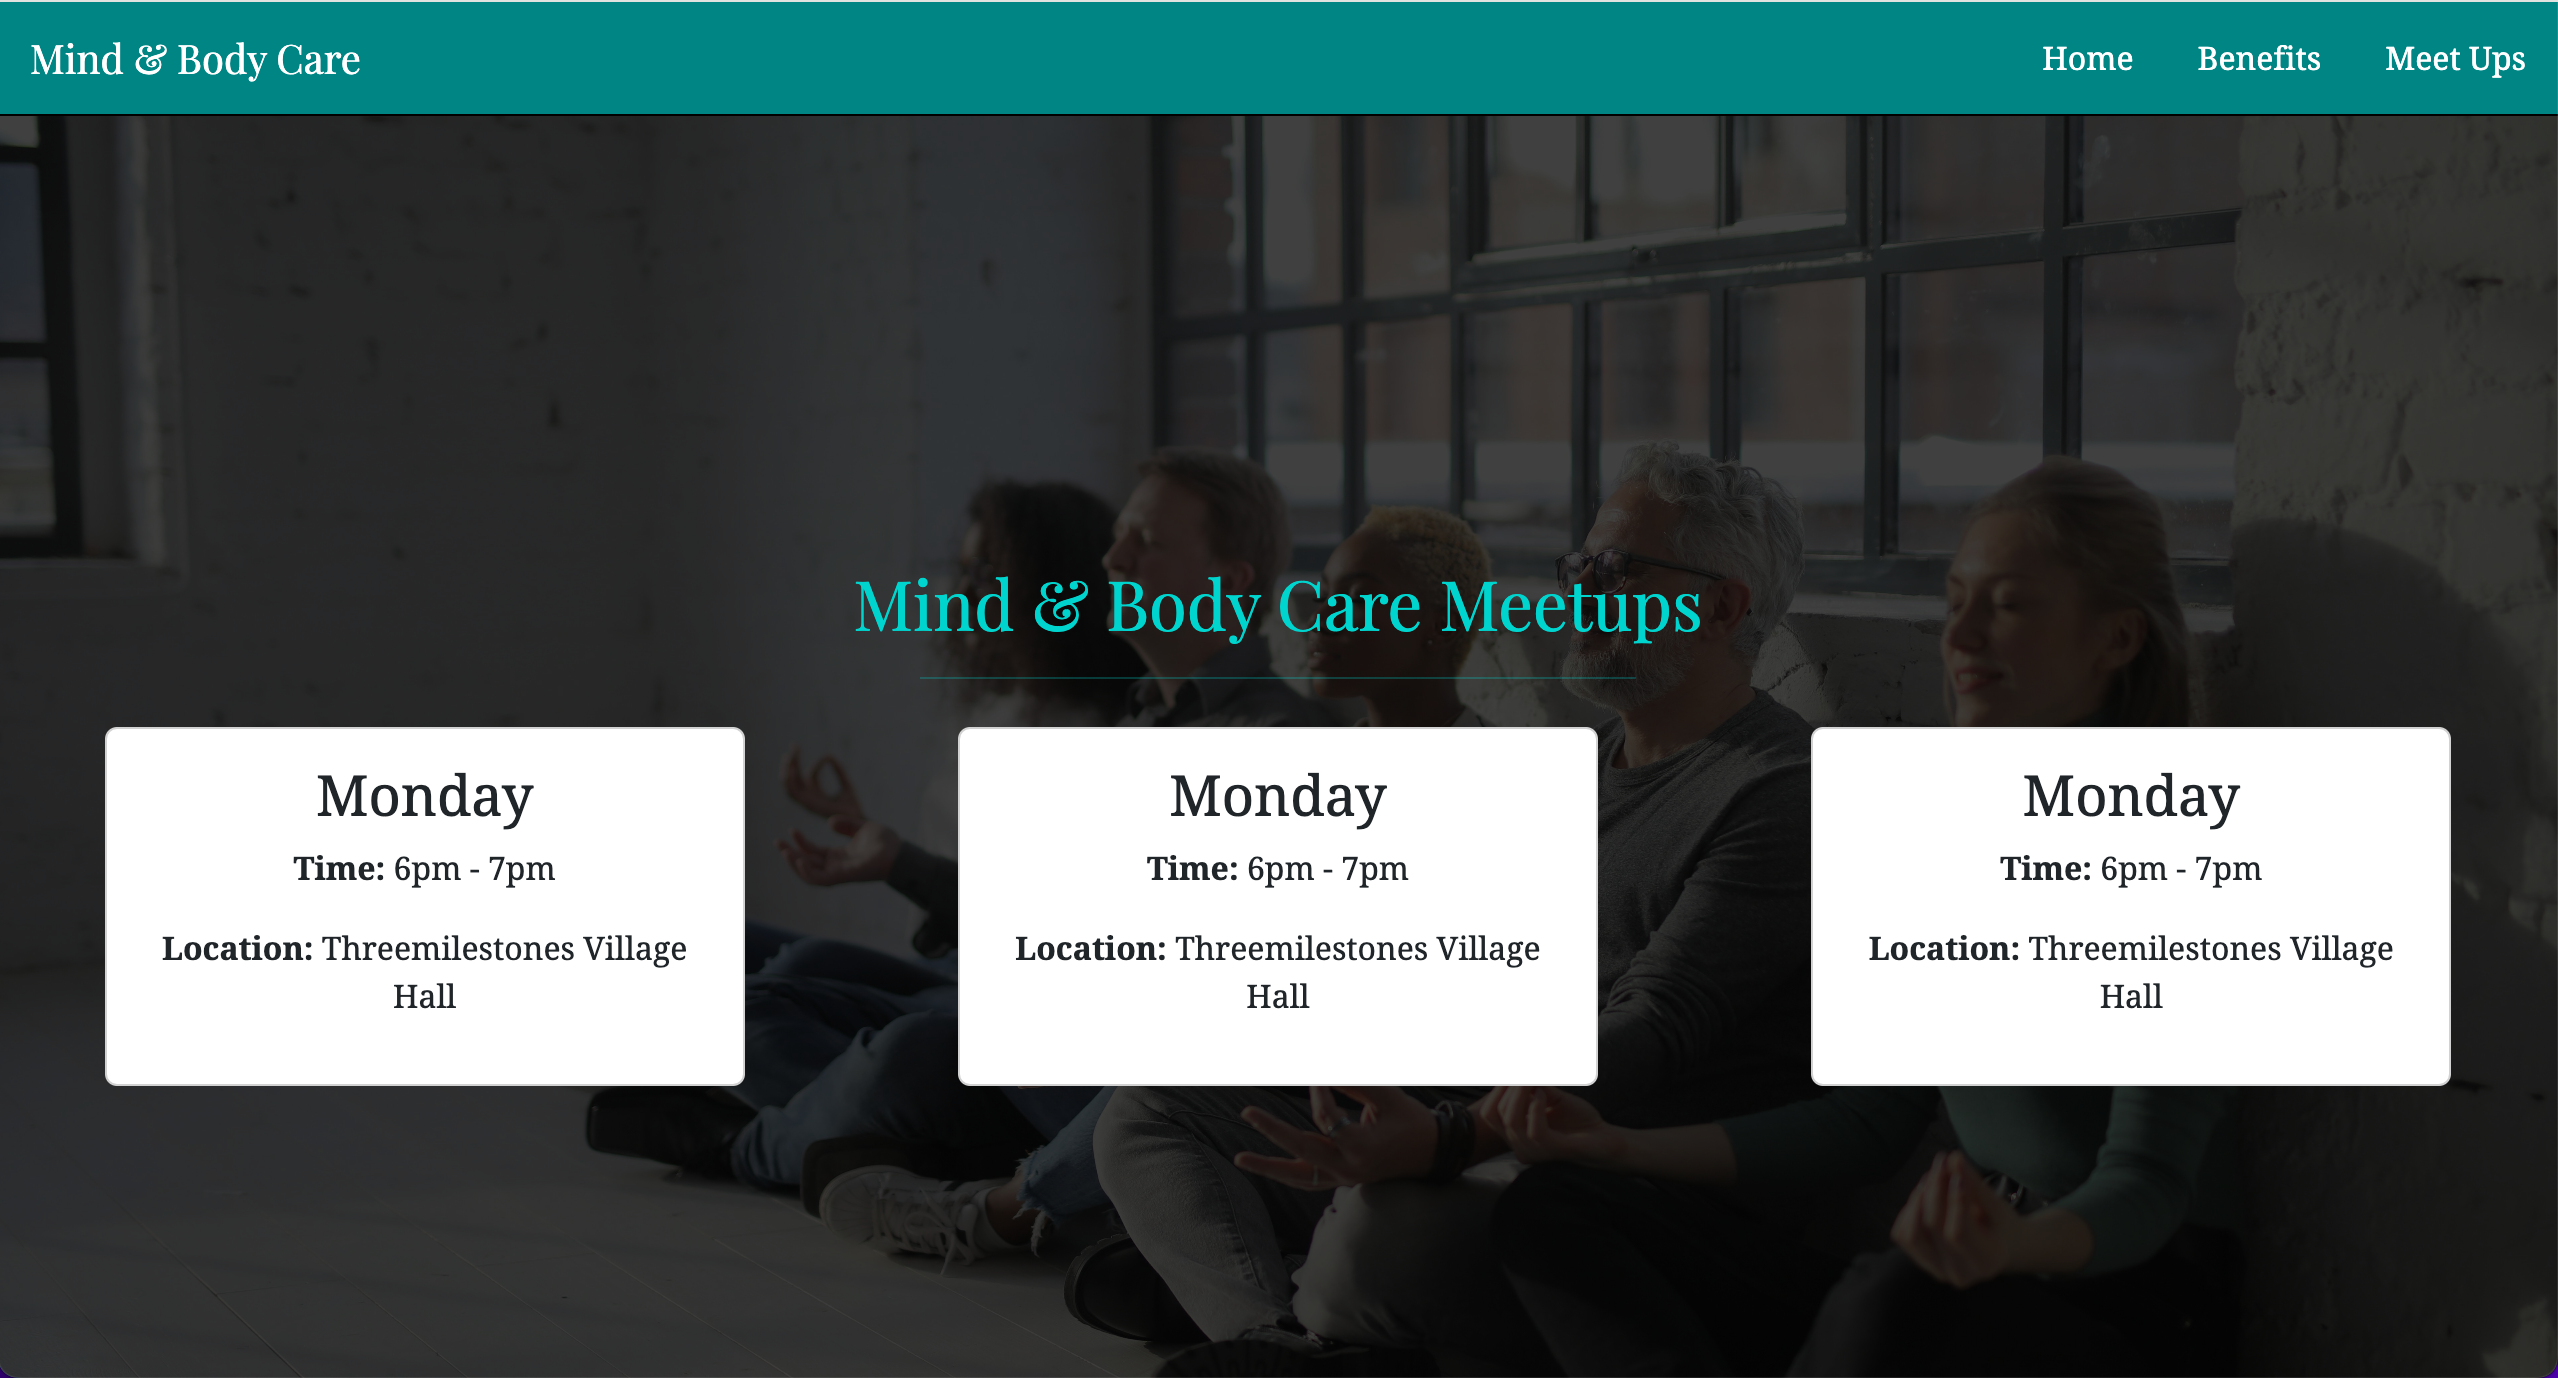 Mind & Body Care
Home
Benefits
Meet Ups
Mind & Body Care Meetups
Monday
Time: 6pm - 7pm
Location: Threemilestones Village
Hall
Monday
Time: 6pm - 7pm
Location: Threemilestones Village
Hall
Monday
Time: 6pm - 7pm
Location: Threemilestones Village
Hall